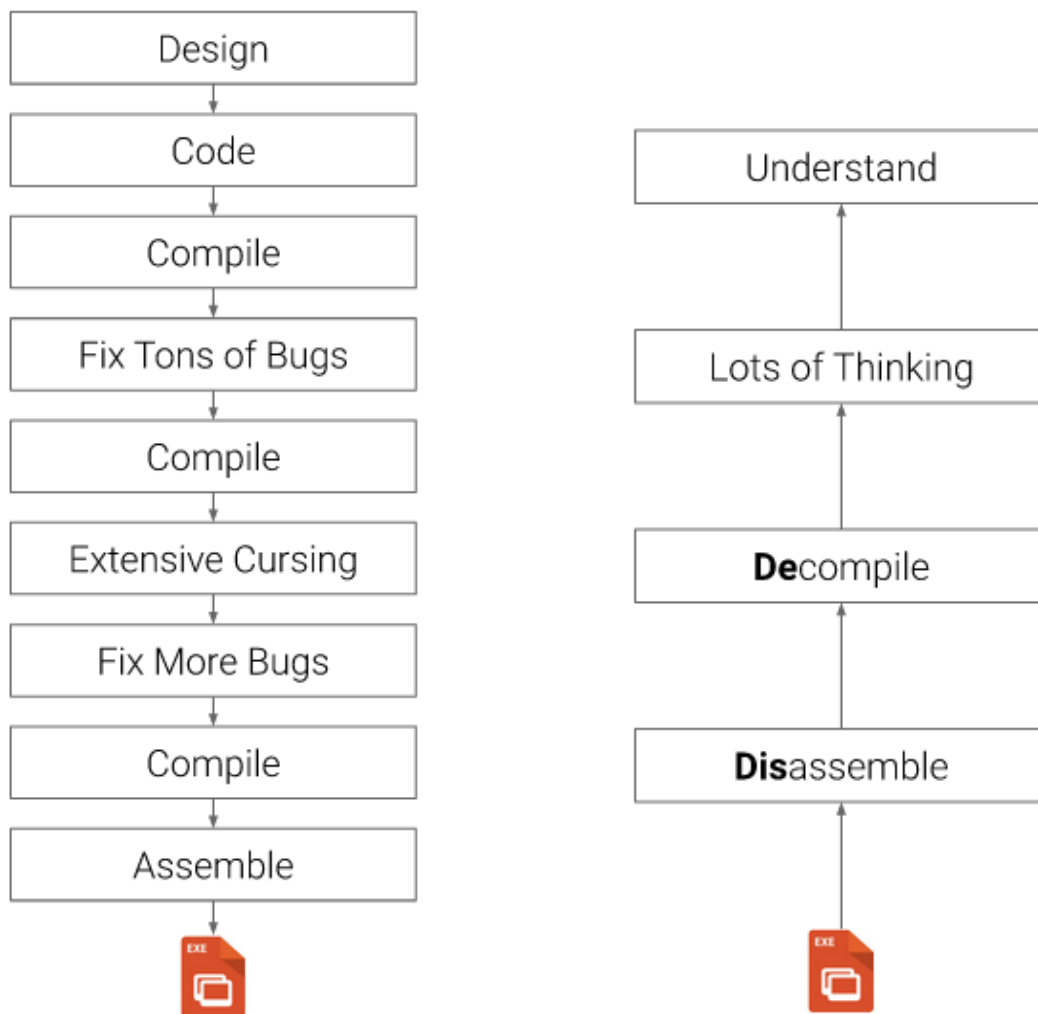 Design
Code
Compile
Fix Tons of Bugs
Compile
Extensive Cursing
Fix More Bugs
Compile
Assemble
EXE
Understand
Lots of Thinking
Decompile
Disassemble
EXE